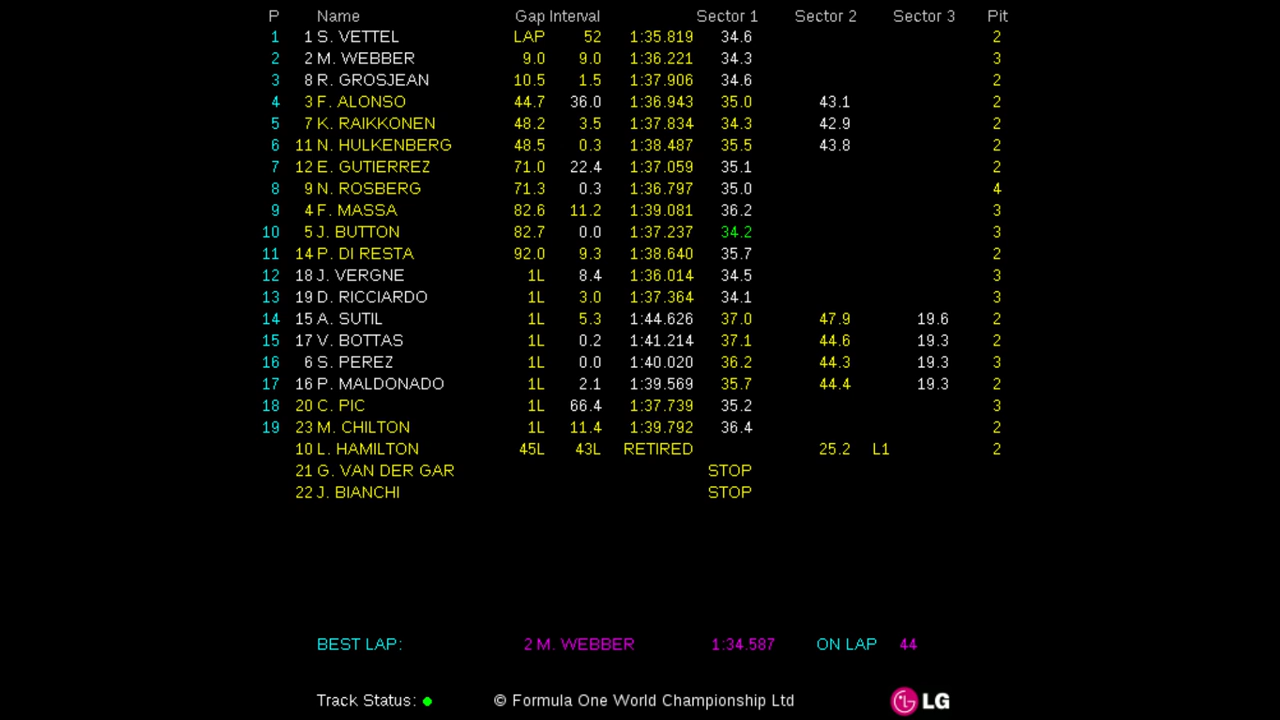 P Name Gap Interval Sector 1 Sector 2 Sector 3 Pit
1 1 S. VETTEL LAP 52 1:35.819 34.6 2
2 2 M. WEBBER 9.0 9.0 1:36.221 34.3 3
3 8 R. GROSJEAN 10.5 1.5 1:37.906 34.6 2
4 3 F. ALONSO 44.7 36.0 1:36.943 35.0 43.1 2
5 7 K. RAIKKONEN 48.2 3.5 1:37.834 34.3 42.9 2
6 11 N. HULKENBERG 48.5 0.3 1:38.487 35.5 43.8 2
7 12 E. GUTIERREZ 71.0 22.4 1:37.059 35.1 2
8 9 N. ROSBERG 71.3 0.3 1:36.797 35.0 4
9 4 F. MASSA 82.6 11.2 1:39.081 36.2 3
10 5 J. BUTTON 82.7 0.0 1:37.237 34.2 3
11 14 P. DI RESTA 92.0 9.3 1:38.640 35.7 2
12 18 J. VERGNE 1L 8.4 1:36.014 34.5 3
13 19 D. RICCIARDO 1L 3.0 1:37.364 34.1 3
14 15 A. SUTIL 1L 5.3 1:44.626 37.0 47.9 19.6 2
15 17 V. BOTTAS 1L 0.2 1:41.214 37.1 44.6 19.3 2
16 6 S. PEREZ 1L 0.0 1:40.020 36.2 44.3 19.3 3
17 16 P. MALDONADO 1L 2.1 1:39.569 35.7 44.4 19.3 2
18 20 C. PIC 1L 66.4 1:37.739 35.2 3
19 23 M. CHILTON 1L 11.4 1:39.792 36.4 2
10 L. HAMILTON 45L 43L RETIRED 25.2 L1 2
21 G. VAN DER GAR STOP
22 J. BIANCHI STOP
BEST LAP: 2 M. WEBBER 1:34.587 ON LAP 44
Track Status: © Formula One World Championship Ltd LG